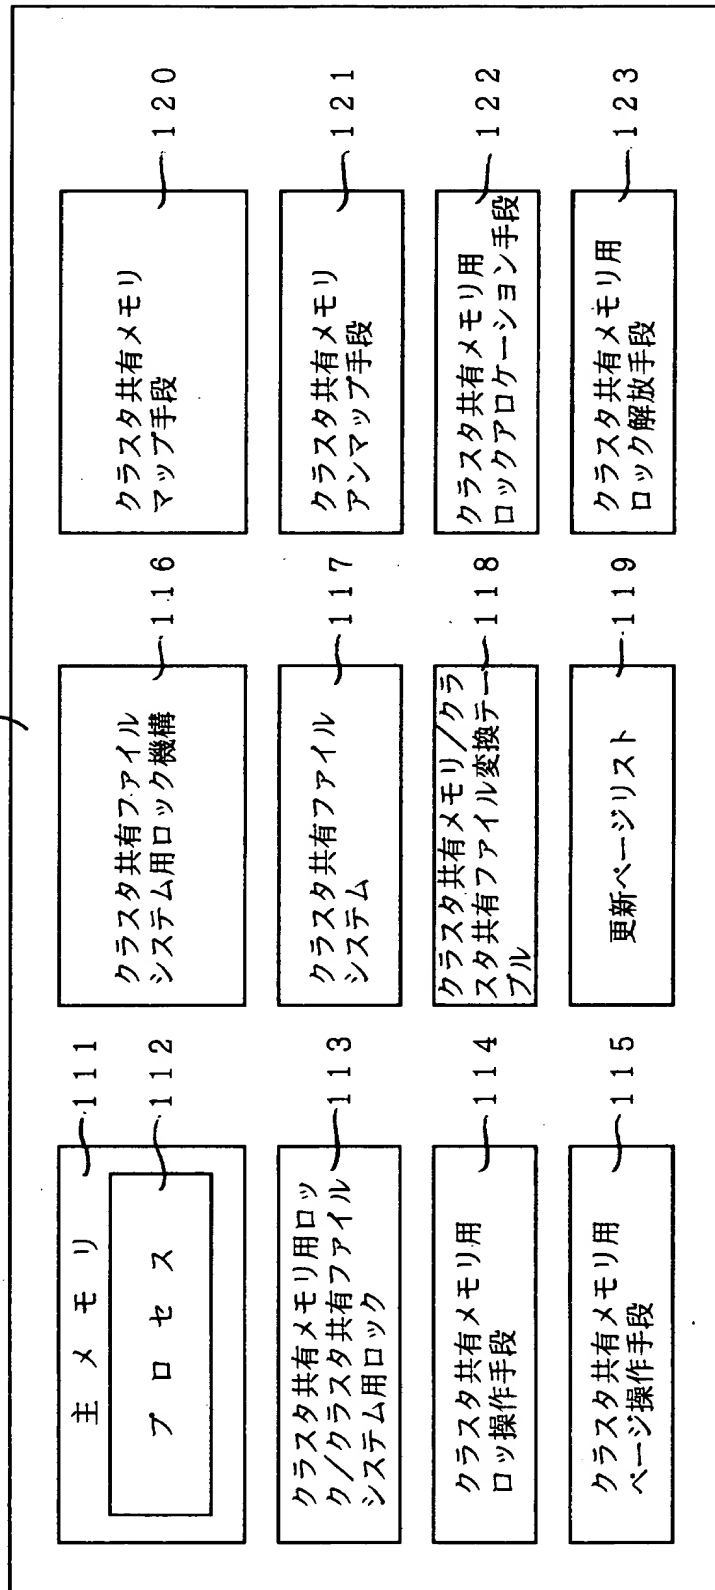 主メモリ
111
プロセス
112
クラスタ共有メモリ用ロッ
ク/クラスタ共有ファイル
システム用ロック
113
クラスタ共有メモリ用
ロッ操作手段
114
クラスタ共有メモリ用
ページ操作手段
115
クラスタ共有ファイル
システム用ロック機構
116
クラスタ共有ファイル
システム
117
クラスタ共有メモリ/クラ
スタ共有ファイル変換テー
ブル
118
更新ページリスト
119
クラスタ共有メモリ
マップ手段
120
クラスタ共有メモリ
アンマップ手段
121
クラスタ共有メモリ用
ロックアロケーション手段
122
クラスタ共有メモリ用
ロック解放手段
123